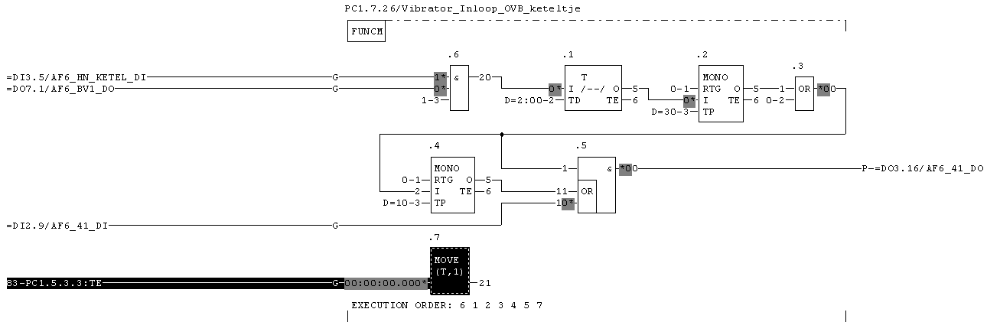 PC1.7.26/Vibrator_Inloop_OVB_keteltje
FUNCM
.6 .1 .2 .3
=DI3.5/AF6_HN_KETEL_DI G 1* & 20 T MONO
=DO7.1/AF6_BV1_DO G 0* 0* I /--/ O 5 0-1 RTG O 5 1 OR *00
1-3 D=2:00-2 TD TE 6 0* I TE 6 0-2
D=30-3 TP
.4 .5
MONO 1 & *00 P-=DO3.16/AF6_41_DO
0-1 RTG O 5
2 I TE 6 11 OR
D=10-3 TP 10*
=DI2.9/AF6_41_DI G
.7
MOVE
(T,1)
83-PC1.5.3.3:TE G 00:00:00.000* 21
EXECUTION ORDER: 6 1 2 3 4 5 7